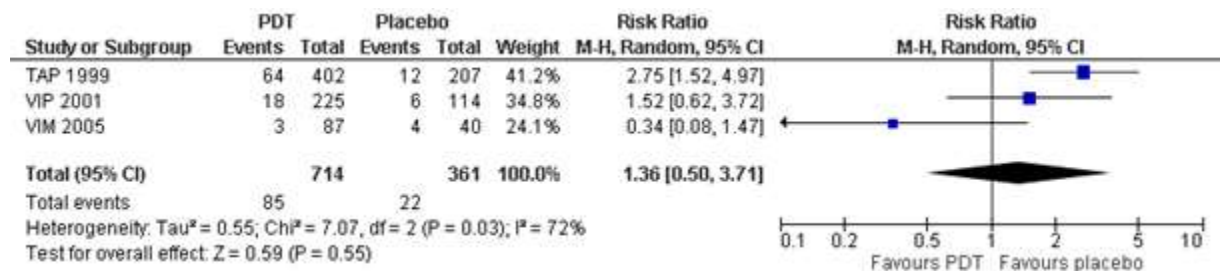 PDT Placebo Risk Ratio Risk Ratio
Study or Subgroup Events Total Events Total Weight M-H, Random, 95% CI M-H, Random, 95% CI
TAP 1999 64 402 12 207 41.2% 2.75 [1.52, 4.97]
VIP 2001 18 225 6 114 34.8% 1.52 [0.62, 3.72]
VIM 2005 3 87 4 40 24.1% 0.34 [0.08, 1.47]
Total (95% CI) 714 361 100.0% 1.36 [0.50, 3.71]
Total events 85 22
Heterogeneity: Tau² = 0.55; Chi² = 7.07, df = 2 (P = 0.03); I² = 72%
Test for overall effect: Z = 0.59 (P = 0.55)
0.1 0.2 0.5 1 2 5 10
Favours PDT Favours placebo